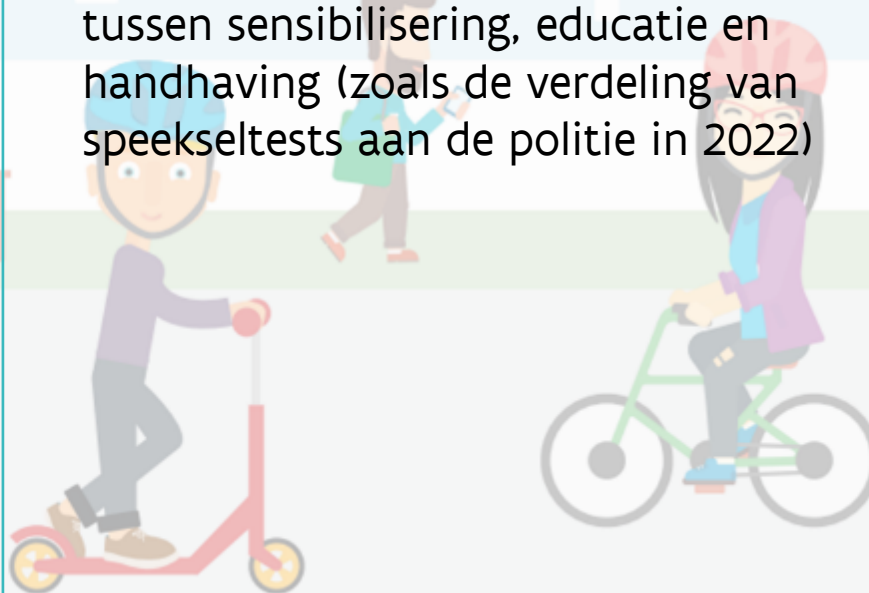 tussen sensibilisering, educatie en
handhaving (zoals de verdeling van
speekseltests aan de politie in 2022)